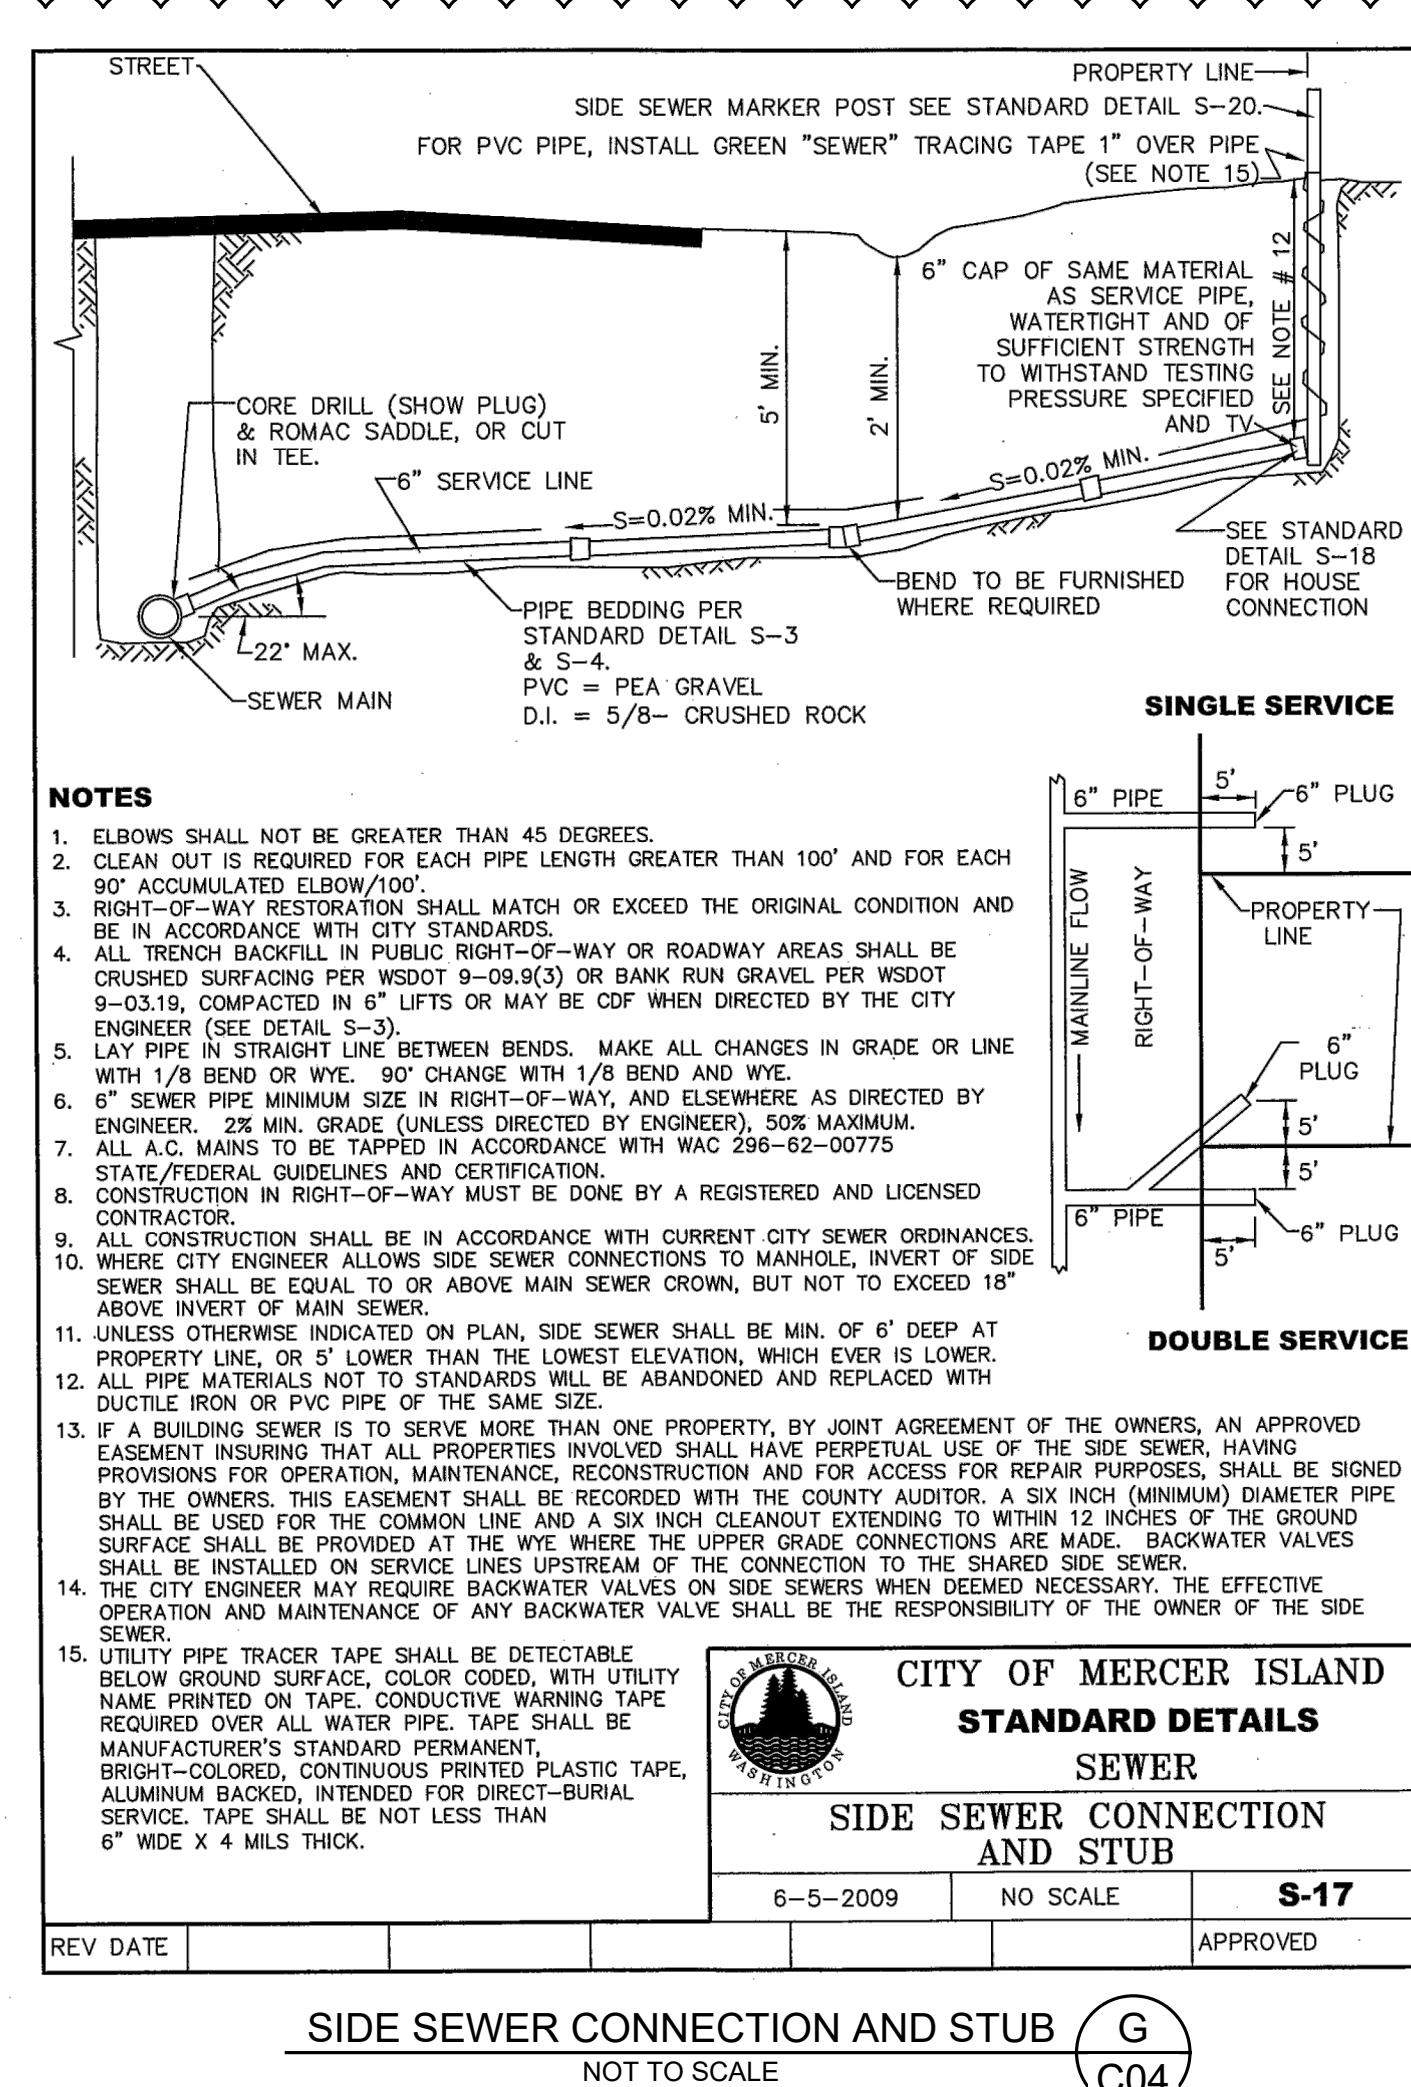 STREET
PROPERTY LINE
SIDE SEWER MARKER POST SEE STANDARD DETAIL S-20.
FOR PVC PIPE, INSTALL GREEN "SEWER" TRACING TAPE 1" OVER PIPE
(SEE NOTE 15)
6" CAP OF SAME MATERIAL
AS SERVICE PIPE,
WATERTIGHT AND OF
SUFFICIENT STRENGTH
TO WITHSTAND TESTING
PRESSURE SPECIFIED
AND TV
SEE NOTE # 12
5' MIN.
2' MIN.
CORE DRILL (SHOW PLUG)
& ROMAC SADDLE, OR CUT
IN TEE.
6" SERVICE LINE
S=0.02% MIN.
S=0.02% MIN.
SEE STANDARD
DETAIL S-18
FOR HOUSE
CONNECTION
BEND TO BE FURNISHED
WHERE REQUIRED
PIPE BEDDING PER
STANDARD DETAIL S-3
& S-4.
PVC = PEA GRAVEL
D.I. = 5/8- CRUSHED ROCK
22° MAX.
SEWER MAIN
SINGLE SERVICE
6" PIPE
5'
6" PLUG
5'
MAINLINE FLOW
RIGHT-OF-WAY
PROPERTY
LINE
6"
PLUG
5'
5'
6" PIPE
6" PLUG
5'
DOUBLE SERVICE
NOTES
1. ELBOWS SHALL NOT BE GREATER THAN 45 DEGREES.
2. CLEAN OUT IS REQUIRED FOR EACH PIPE LENGTH GREATER THAN 100' AND FOR EACH
90° ACCUMULATED ELBOW/100'.
3. RIGHT-OF-WAY RESTORATION SHALL MATCH OR EXCEED THE ORIGINAL CONDITION AND
BE IN ACCORDANCE WITH CITY STANDARDS.
4. ALL TRENCH BACKFILL IN PUBLIC RIGHT-OF-WAY OR ROADWAY AREAS SHALL BE
CRUSHED SURFACING PER WSDOT 9-09.9(3) OR BANK RUN GRAVEL PER WSDOT
9-03.19, COMPACTED IN 6" LIFTS OR MAY BE CDF WHEN DIRECTED BY THE CITY
ENGINEER (SEE DETAIL S-3).
5. LAY PIPE IN STRAIGHT LINE BETWEEN BENDS. MAKE ALL CHANGES IN GRADE OR LINE
WITH 1/8 BEND OR WYE. 90° CHANGE WITH 1/8 BEND AND WYE.
6. 6" SEWER PIPE MINIMUM SIZE IN RIGHT-OF-WAY, AND ELSEWHERE AS DIRECTED BY
ENGINEER. 2% MIN. GRADE (UNLESS DIRECTED BY ENGINEER), 50% MAXIMUM.
7. ALL A.C. MAINS TO BE TAPPED IN ACCORDANCE WITH WAC 296-62-00775
STATE/FEDERAL GUIDELINES AND CERTIFICATION.
8. CONSTRUCTION IN RIGHT-OF-WAY MUST BE DONE BY A REGISTERED AND LICENSED
CONTRACTOR.
9. ALL CONSTRUCTION SHALL BE IN ACCORDANCE WITH CURRENT CITY SEWER ORDINANCES.
10. WHERE CITY ENGINEER ALLOWS SIDE SEWER CONNECTIONS TO MANHOLE, INVERT OF SIDE
SEWER SHALL BE EQUAL TO OR ABOVE MAIN SEWER CROWN, BUT NOT TO EXCEED 18"
ABOVE INVERT OF MAIN SEWER.
11. UNLESS OTHERWISE INDICATED ON PLAN, SIDE SEWER SHALL BE MIN. OF 6' DEEP AT
PROPERTY LINE, OR 5' LOWER THAN THE LOWEST ELEVATION, WHICH EVER IS LOWER.
12. ALL PIPE MATERIALS NOT TO STANDARDS WILL BE ABANDONED AND REPLACED WITH
DUCTILE IRON OR PVC PIPE OF THE SAME SIZE.
13. IF A BUILDING SEWER IS TO SERVE MORE THAN ONE PROPERTY, BY JOINT AGREEMENT OF THE OWNERS, AN APPROVED
EASEMENT INSURING THAT ALL PROPERTIES INVOLVED SHALL HAVE PERPETUAL USE OF THE SIDE SEWER, HAVING
PROVISIONS FOR OPERATION, MAINTENANCE, RECONSTRUCTION AND FOR ACCESS FOR REPAIR PURPOSES, SHALL BE SIGNED
BY THE OWNERS. THIS EASEMENT SHALL BE RECORDED WITH THE COUNTY AUDITOR. A SIX INCH (MINIMUM) DIAMETER PIPE
SHALL BE USED FOR THE COMMON LINE AND A SIX INCH CLEANOUT EXTENDING TO WITHIN 12 INCHES OF THE GROUND
SURFACE SHALL BE PROVIDED AT THE WYE WHERE THE UPPER GRADE CONNECTIONS ARE MADE. BACKWATER VALVES
SHALL BE INSTALLED ON SERVICE LINES UPSTREAM OF THE CONNECTION TO THE SHARED SIDE SEWER.
14. THE CITY ENGINEER MAY REQUIRE BACKWATER VALVES ON SIDE SEWERS WHEN DEEMED NECESSARY. THE EFFECTIVE
OPERATION AND MAINTENANCE OF ANY BACKWATER VALVE SHALL BE THE RESPONSIBILITY OF THE OWNER OF THE SIDE
SEWER.
15. UTILITY PIPE TRACER TAPE SHALL BE DETECTABLE
BELOW GROUND SURFACE, COLOR CODED, WITH UTILITY
NAME PRINTED ON TAPE. CONDUCTIVE WARNING TAPE
REQUIRED OVER ALL WATER PIPE. TAPE SHALL BE
MANUFACTURER'S STANDARD PERMANENT,
BRIGHT-COLORED, CONTINUOUS PRINTED PLASTIC TAPE,
ALUMINUM BACKED, INTENDED FOR DIRECT-BURIAL
SERVICE. TAPE SHALL BE NOT LESS THAN
6" WIDE X 4 MILS THICK.
CITY OF MERCER ISLAND
WASHINGTON
CITY OF MERCER ISLAND
STANDARD DETAILS
SEWER
SIDE SEWER CONNECTION
AND STUB
6-5-2009
NO SCALE
S-17
REV DATE
APPROVED
SIDE SEWER CONNECTION AND STUB
NOT TO SCALE
G
C04